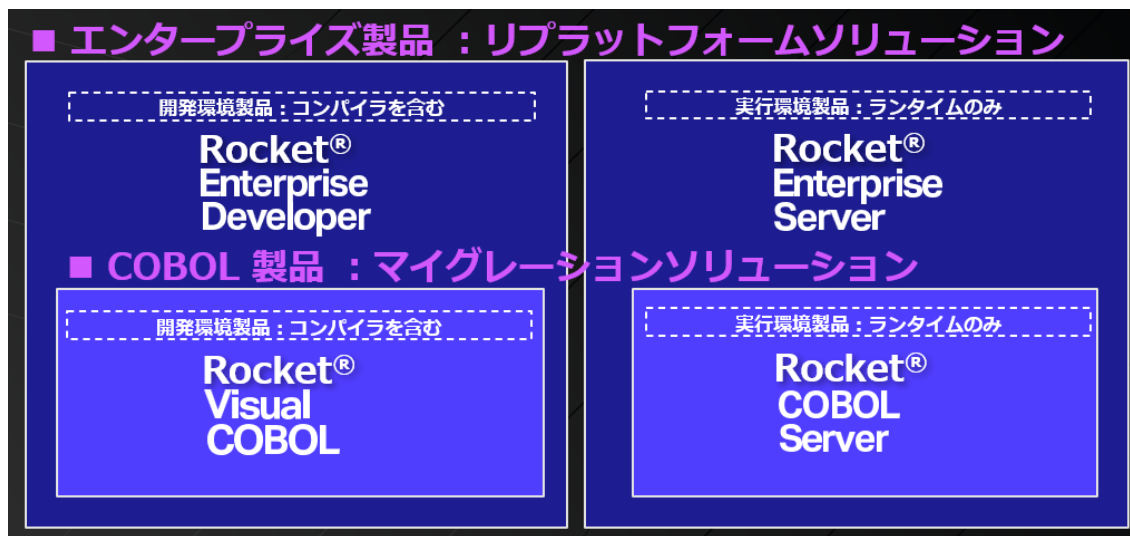 ■ エンタープライズ製品 ：リプラットフォームソリューション
開発環境製品：コンパイラを含む
Rocket®
Enterprise
Developer
実行環境製品：ランタイムのみ
Rocket®
Enterprise
Server
■ COBOL 製品 ：マイグレーションソリューション
開発環境製品：コンパイラを含む
Rocket®
Visual
COBOL
実行環境製品：ランタイムのみ
Rocket®
COBOL
Server